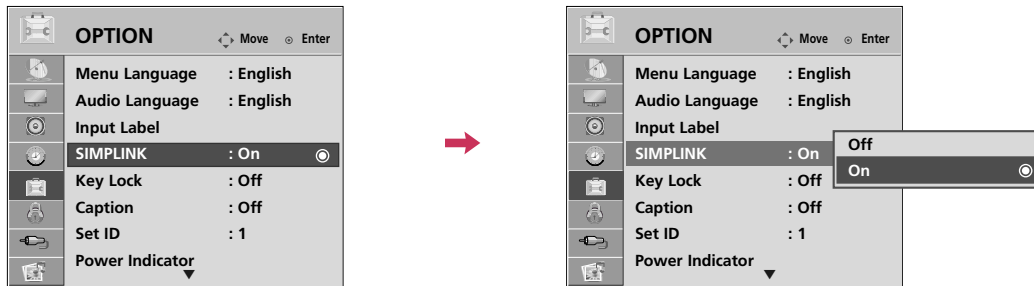 OPTION Move Enter
Menu Language : English
Audio Language : English
Input Label
SIMPLINK : On
Key Lock : Off
Caption : Off
Set ID : 1
Power Indicator
OPTION Move Enter
Menu Language : English
Audio Language : English
Input Label
SIMPLINK : On
Key Lock : Off
Caption : Off
Set ID : 1
Power Indicator
Off
On